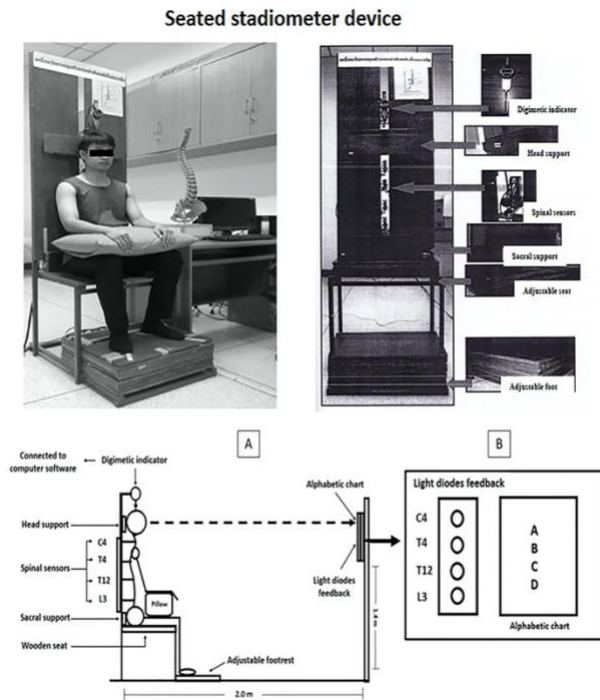 Seated stadiometer device
Digimetic indicator
Head support
Spinal sensors
Sacral support
Adjustable seat
Adjustable foot
A
B
Connected to
computer software
Digimetic indicator
Head support
Spinal sensors
C4
T4
T12
L3
Sacral support
Wooden seat
Pillow
Adjustable footrest
2.0 m
1.4 m
Alphabetic chart
Light diodes
feedback
Light diodes feedback
C4
T4
T12
L3
A
B
C
D
Alphabetic chart